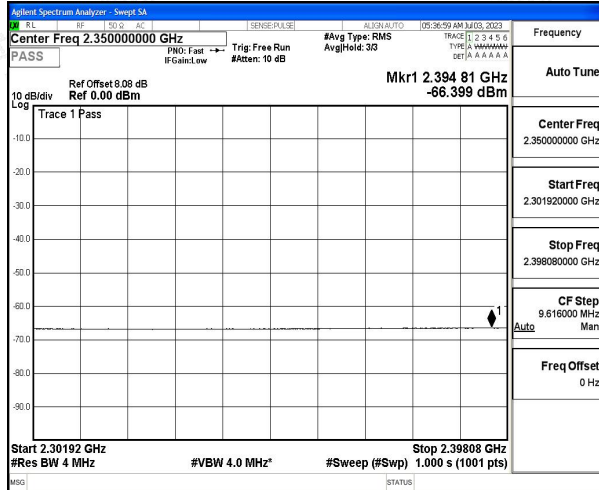 Agilent Spectrum Analyzer - Swept SA
RL RF 50 Ω AC SENSE:PULSE ALIGN AUTO 05:36:59 AM Jul 03, 2023
Center Freq 2.350000000 GHz
PASS
PNO: Fast
IFGain:Low
Trig: Free Run
#Atten: 10 dB
#Avg Type: RMS
Avg|Hold: 3/3
TRACE 1 2 3 4 5 6
TYPE A WWWWW
DET A A A A A A
Mkr1 2.394 81 GHz
-66.399 dBm
Ref Offset 8.08 dB
10 dB/div Ref 0.00 dBm
Log
Trace 1 Pass
-10.0
-20.0
-30.0
-40.0
-50.0
-60.0
-70.0
-80.0
-90.0
1
Start 2.30192 GHz Stop 2.39808 GHz
#Res BW 4 MHz #VBW 4.0 MHz* #Sweep (#Swp) 1.000 s (1001 pts)
MSG STATUS
Frequency
Auto Tune
Center Freq
2.350000000 GHz
Start Freq
2.301920000 GHz
Stop Freq
2.398080000 GHz
CF Step
9.616000 MHz
Auto Man
Freq Offset
0 Hz